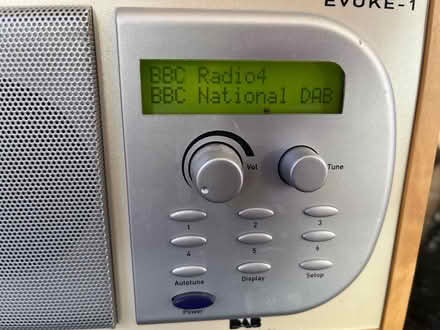 EVOKE-1
BBC Radio4
BBC National DAB
Vol
Tune
1 2 3
4 5 6
Autotune Display Setup
Power
DAB